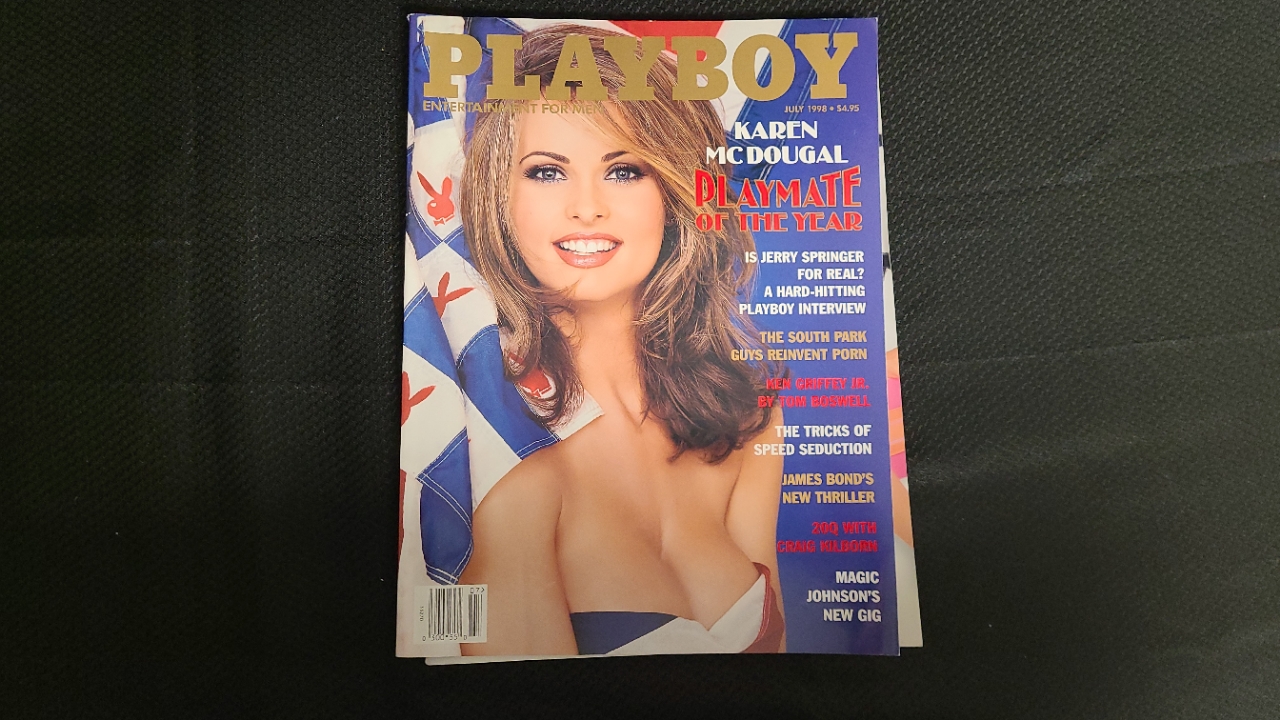 PLAYBOY
ENTERTAINMENT FOR MEN
JULY 1998 • $4.95
KAREN
MCDOUGAL
PLAYMATE
OF THE YEAR
IS JERRY SPRINGER
FOR REAL?
A HARD-HITTING
PLAYBOY INTERVIEW
THE SOUTH PARK
GUYS REINVENT PORN
KEN GRIFFEY JR.
BY TOM BOSWELL
THE TRICKS OF
SPEED SEDUCTION
JAMES BOND'S
NEW THRILLER
20Q WITH
CRAIG KILBORN
MAGIC
JOHNSON'S
NEW GIG
07>